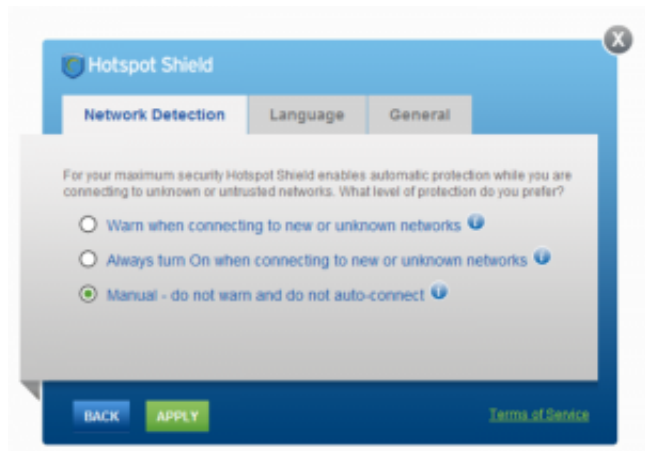 X
Hotspot Shield
Network Detection Language General
For your maximum security Hotspot Shield enables automatic protection while you are
connecting to unknown or untrusted networks. What level of protection do you prefer?
Warn when connecting to new or unknown networks
Always turn On when connecting to new or unknown networks
Manual - do not warn and do not auto-connect
BACK APPLY Terms of Service